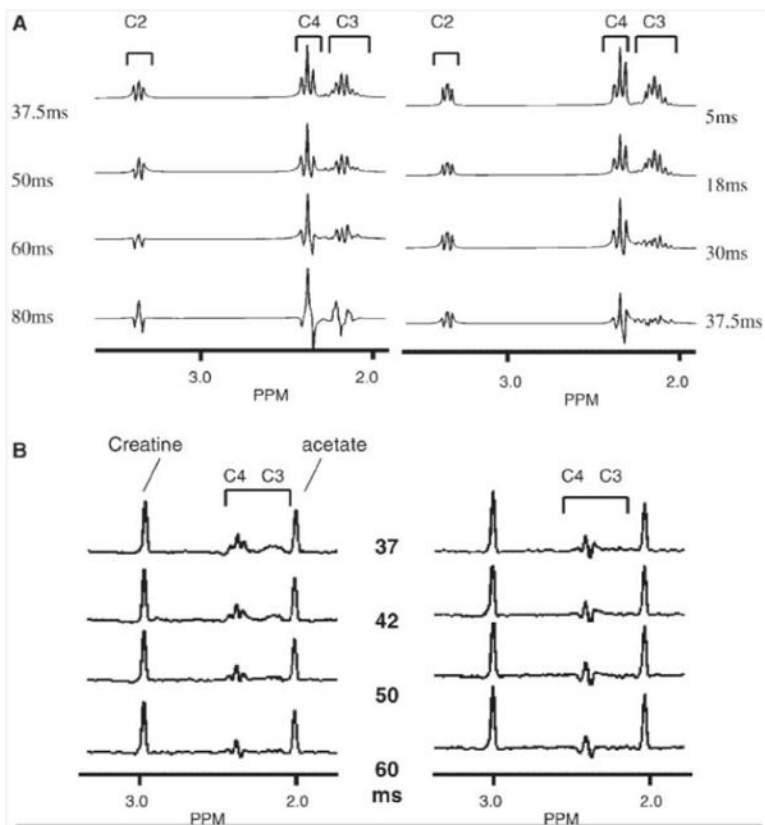 A
C2 C4 C3 C2 C4 C3
37.5ms 5ms
50ms 18ms
60ms 30ms
80ms 37.5ms
3.0 2.0 3.0 2.0
PPM PPM
B
Creatine acetate
C4 C3 C4 C3
37
42
50
60
ms
3.0 2.0 3.0 2.0
PPM PPM